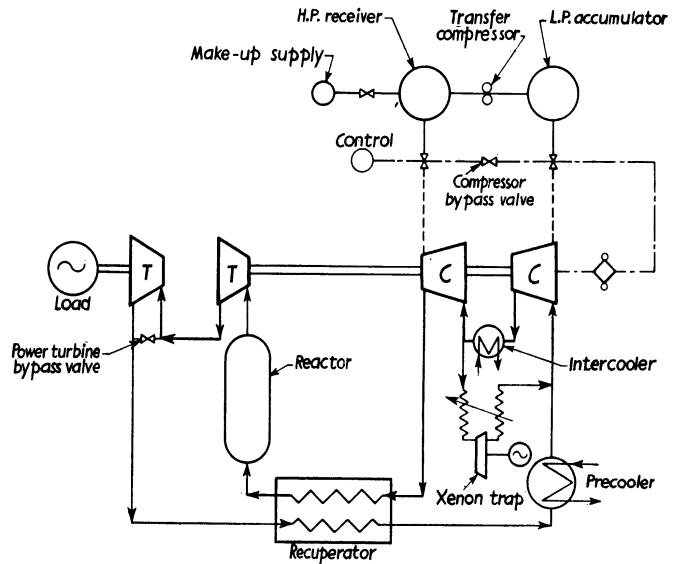 H.P. receiver
Transfer
compressor
L.P. accumulator
Make-up supply
Control
Compressor
bypass valve
T
T
C
C
Load
Power turbine
bypass valve
Reactor
Intercooler
Xenon trap
Precooler
Recuperator